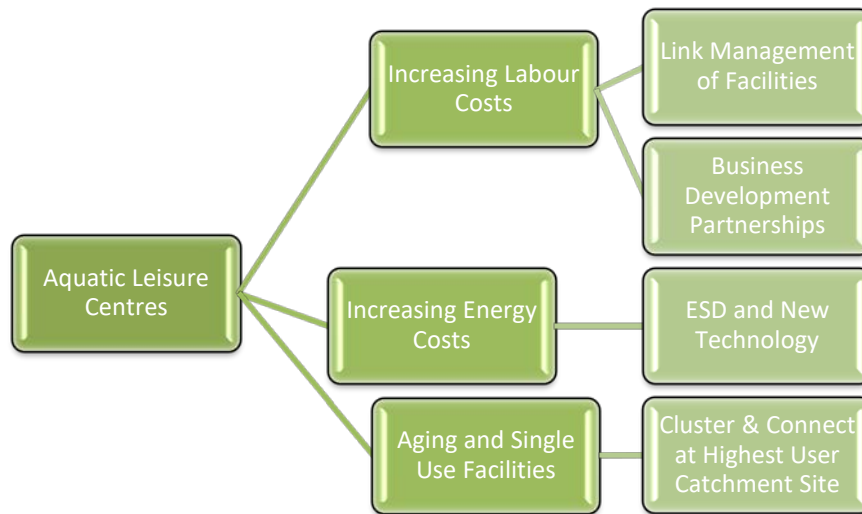 Aquatic Leisure
Centres
Increasing Labour
Costs
Link Management
of Facilities
Business
Development
Partnerships
Increasing Energy
Costs
ESD and New
Technology
Aging and Single
Use Facilities
Cluster & Connect
at Highest User
Catchment Site